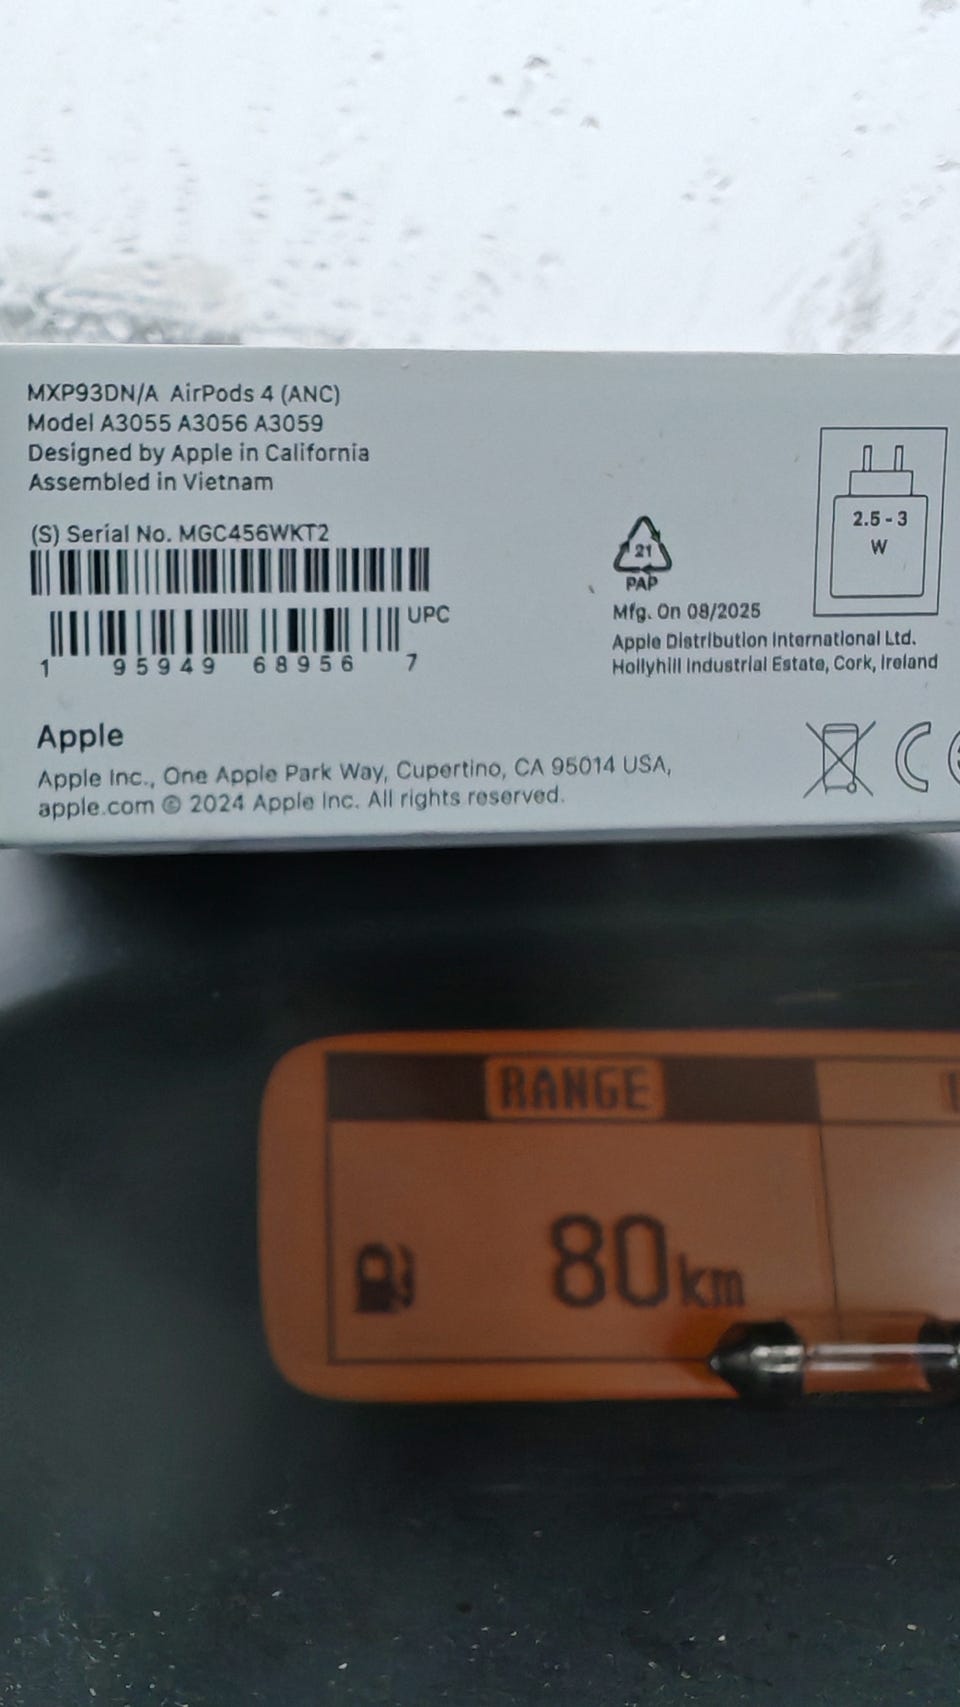 MXP93DN/A AirPods 4 (ANC)
Model A3055 A3056 A3059
Designed by Apple in California
Assembled in Vietnam
(S) Serial No. MGC456WKT2
UPC
1 95949 68956 7
2.5 - 3
W
21
PAP
Mfg. On 08/2025
Apple Distribution International Ltd.
Hollyhill Industrial Estate, Cork, Ireland
Apple
Apple Inc., One Apple Park Way, Cupertino, CA 95014 USA,
apple.com © 2024 Apple Inc. All rights reserved.
CE
RANGE
80 km